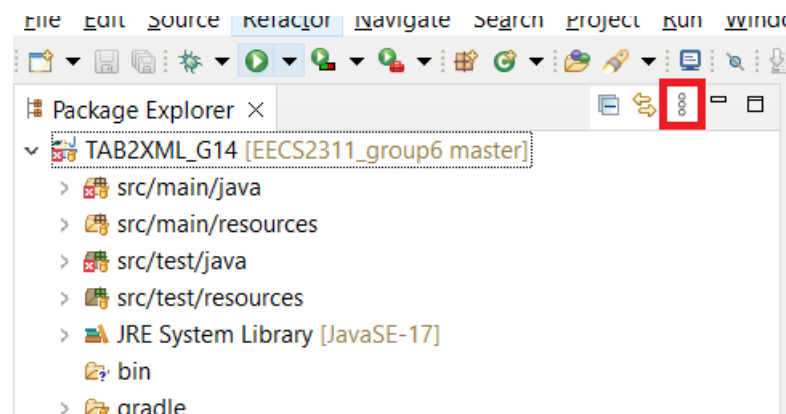 File Edit Source Refactor Navigate Search Project Run
Package Explorer
TAB2XML_G14 [EECS2311_group6 master]
src/main/java
src/main/resources
src/test/java
src/test/resources
JRE System Library [JavaSE-17]
bin
gradle